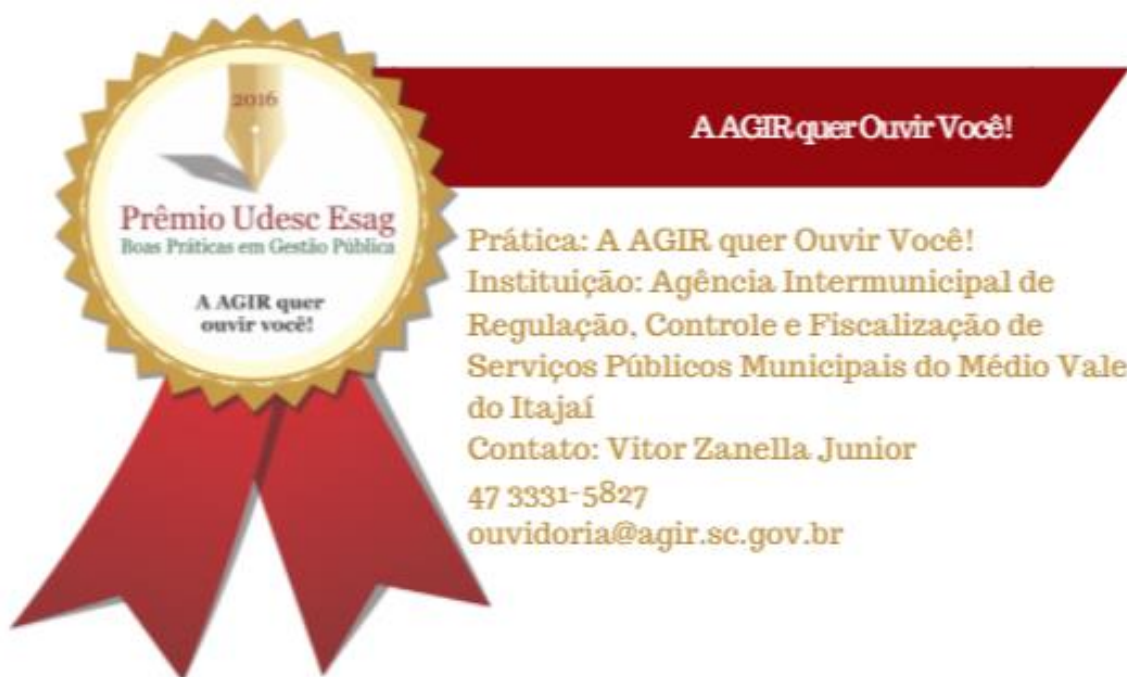 2016
Prêmio Udesc Esag
Boas Práticas em Gestão Pública
A AGIR quer
ouvir você!
A AGIR quer Ouvir Você!
Prática: A AGIR quer Ouvir Você!
Instituição: Agência Intermunicipal de
Regulação, Controle e Fiscalização de
Serviços Públicos Municipais do Médio Vale
do Itajaí
Contato: Vitor Zanella Junior
47 3331-5827
ouvidoria@agir.sc.gov.br